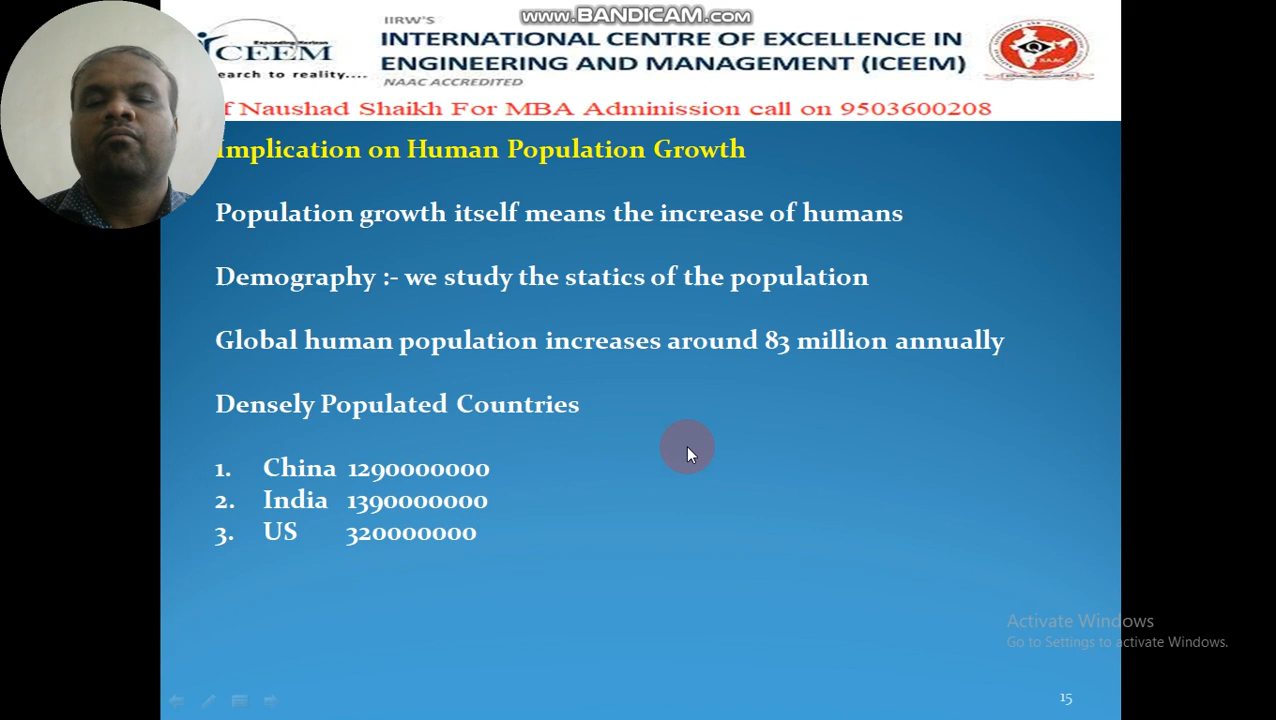 www.BANDICAM.com
IIRW'S
INTERNATIONAL CENTRE OF EXCELLENCE IN
ENGINEERING AND MANAGEMENT (ICEEM)
NAAC ACCREDITED
Expanding Horizon
ICEEM
earch to reality....
NAAC
f Naushad Shaikh For MBA Adminission call on 9503600208
Implication on Human Population Growth
Population growth itself means the increase of humans
Demography :- we study the statics of the population
Global human population increases around 83 million annually
Densely Populated Countries
1. China 1290000000
2. India 1390000000
3. US 320000000
Activate Windows
Go to Settings to activate Windows.
15